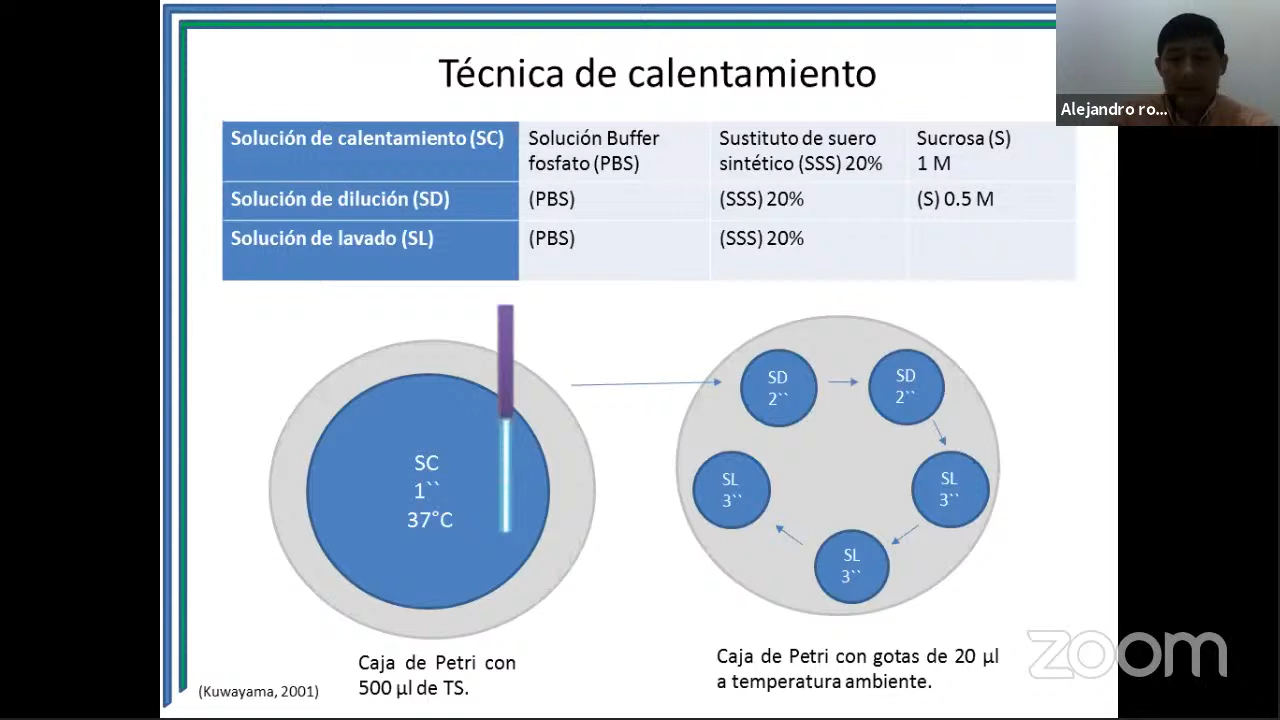 Técnica de calentamiento
Alejandro ro...
Solución de calentamiento (SC)
Solución Buffer
fosfato (PBS)
Sustituto de suero
sintético (SSS) 20%
Sucrosa (S)
1 M
Solución de dilución (SD)
(PBS)
(SSS) 20%
(S) 0.5 M
Solución de lavado (SL)
(PBS)
(SSS) 20%
SC
1``
37°C
SD
2``
SD
2``
SL
3``
SL
3``
SL
3``
Caja de Petri con
500 µl de TS.
Caja de Petri con gotas de 20 µl
a temperatura ambiente.
(Kuwayama, 2001)
zoom